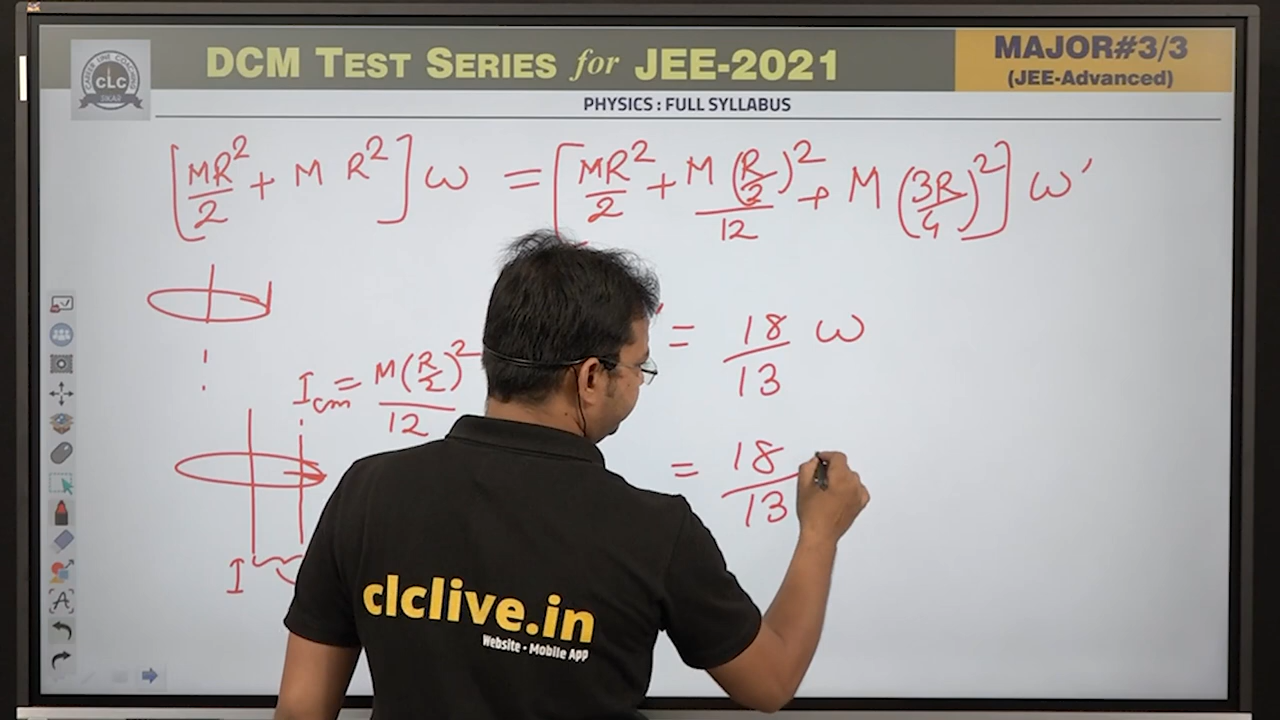 DCM TEST SERIES for JEE-2021
MAJOR#3/3
(JEE-Advanced)
CLC
SIKAR
PHYSICS : FULL SYLLABUS
[MR²/2 + M R²] ω = [MR²/2 + M(R/2)²/12 + M(3R/4)²] ω'
' = 18/13 ω
I_cm = M(R/2)²/12
= 18/13
I
clclive.in
Website • Mobile App